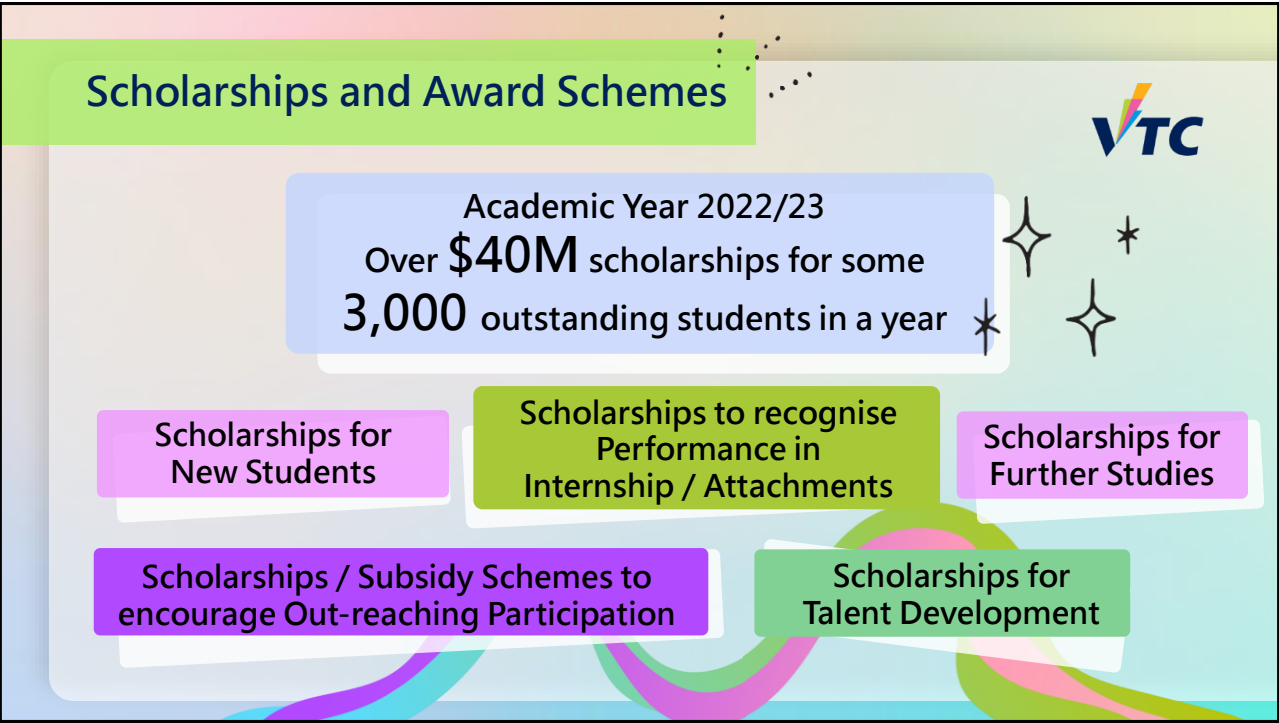 Scholarships and Award Schemes
VTC
Academic Year 2022/23
Over $40M scholarships for some
3,000 outstanding students in a year
Scholarships for
New Students
Scholarships to recognise
Performance in
Internship / Attachments
Scholarships for
Further Studies
Scholarships / Subsidy Schemes to
encourage Out-reaching Participation
Scholarships for
Talent Development